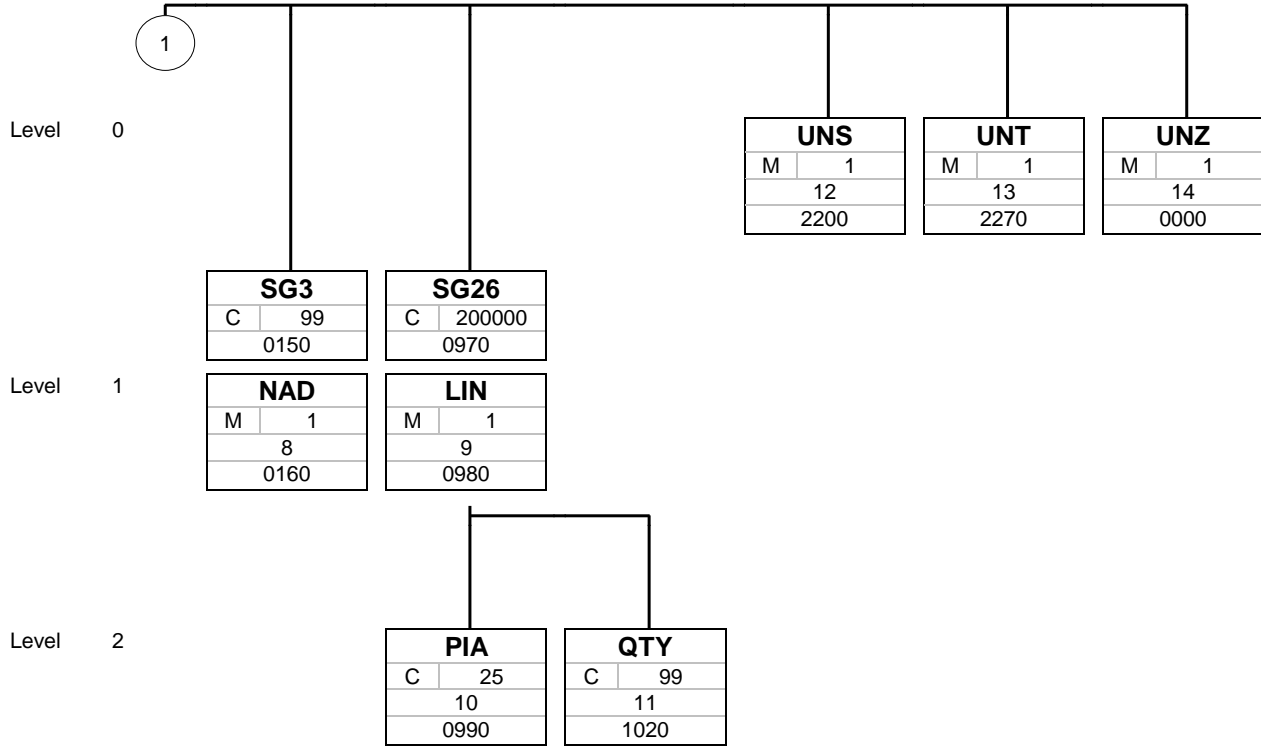 1
Level 0
UNS UNT UNZ
M 1 M 1 M 1
12 13 14
2200 2270 0000
SG3 SG26
C 99 C 200000
0150 0970
Level 1
NAD LIN
M 1 M 1
8 9
0160 0980
Level 2
PIA QTY
C 25 C 99
10 11
0990 1020